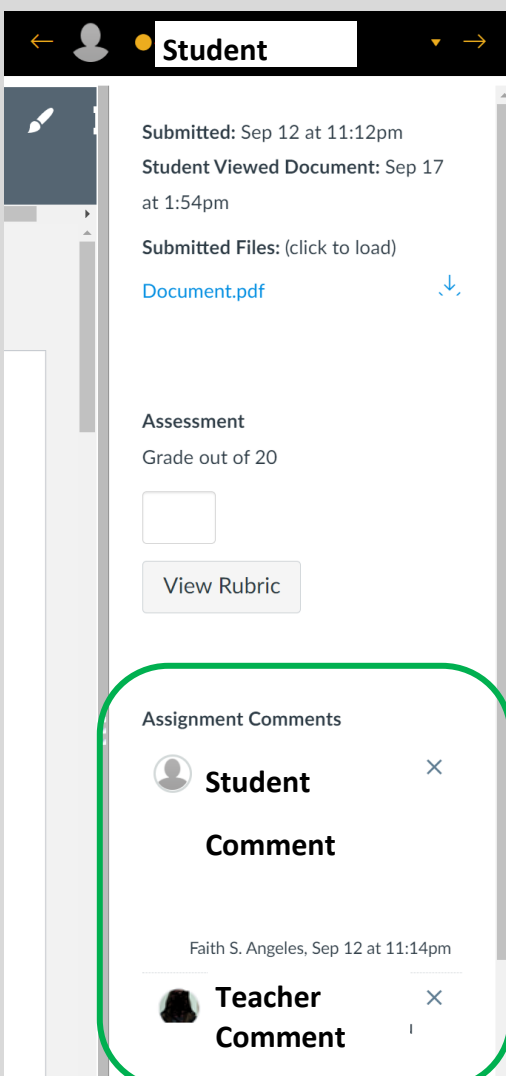 Student
Submitted: Sep 12 at 11:12pm
Student Viewed Document: Sep 17
at 1:54pm
Submitted Files: (click to load)
Document.pdf
Assessment
Grade out of 20
View Rubric
Assignment Comments
Student
Comment
Faith S. Angeles, Sep 12 at 11:14pm
Teacher
Comment